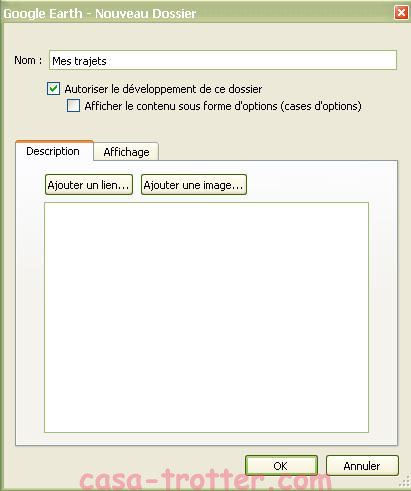 Google Earth - Nouveau Dossier
Nom : Mes trajets
Autoriser le développement de ce dossier
Afficher le contenu sous forme d'options (cases d'options)
Description Affichage
Ajouter un lien... Ajouter une image...
OK Annuler
casa-trotter.com